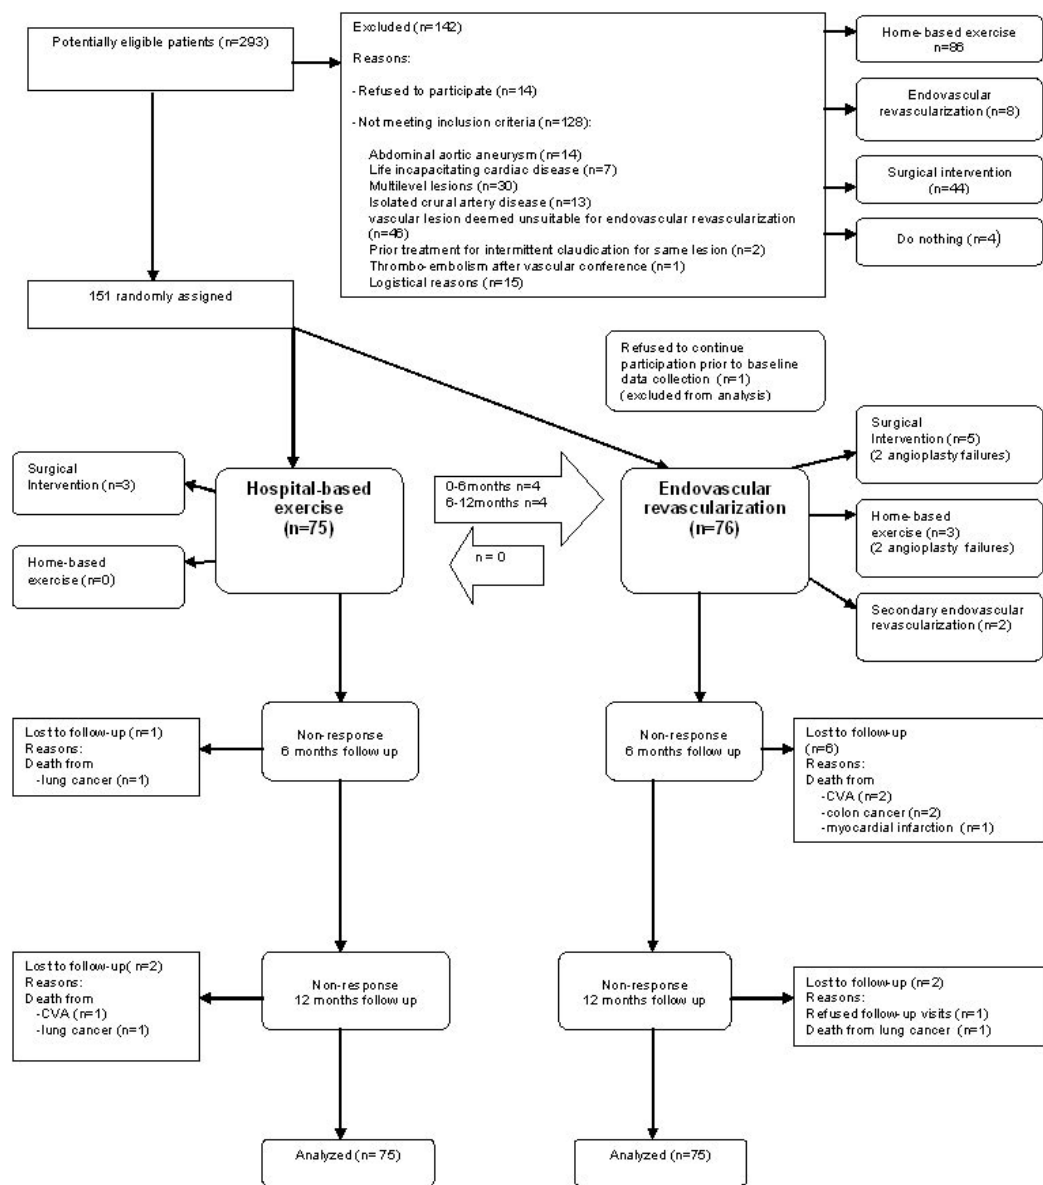 Potentially eligible patients (n=293)
Excluded (n=142)
Reasons:
-Refused to participate (n=14)
-Not meeting inclusion criteria (n=128):
Abdominal aortic aneurysm (n=14)
Life incapacitating cardiac disease (n=7)
Multilevel lesions (n=30)
Isolated crural artery disease (n=13)
vascular lesion deemed unsuitable for endovascular revascularization
(n=46)
Prior treatment for intermittent claudication for same lesion (n=2)
Thrombo-embolism after vascular conference (n=1)
Logistical reasons (n=15)
Home-based exercise
n=86
Endovascular
revascularization (n=8)
Surgical intervention
(n=44)
Do nothing (n=4)
151 randomly assigned
Refused to continue
participation prior to baseline
data collection (n=1)
(excluded from analysis)
Surgical
Intervention (n=3)
Home-based
exercise (n=0)
Hospital-based
exercise
(n=75)
0-6months n=4
6-12months n=4
n = 0
Endovascular
revascularization
(n=76)
Surgical
Intervention (n=5)
(2 angioplasty failures)
Home-based
exercise (n=3)
(2 angioplasty failures)
Secondary endovascular
revascularization (n=2)
Lost to follow-up (n=1)
Reasons:
Death from
-lung cancer (n=1)
Non-response
6 months follow up
Non-response
6 months follow up
Lost to follow-up
(n=6)
Reasons:
Death from
-CVA (n=2)
-colon cancer (n=2)
-myocardial infarction (n=1)
Lost to follow-up( n=2)
Reasons:
Death from
-CVA (n=1)
-lung cancer (n=1)
Non-response
12 months follow up
Non-response
12 months follow up
Lost to follow-up (n=2)
Reasons:
Refused follow-up visits (n=1)
Death from lung cancer (n=1)
Analyzed (n= 75)
Analyzed (n=75)